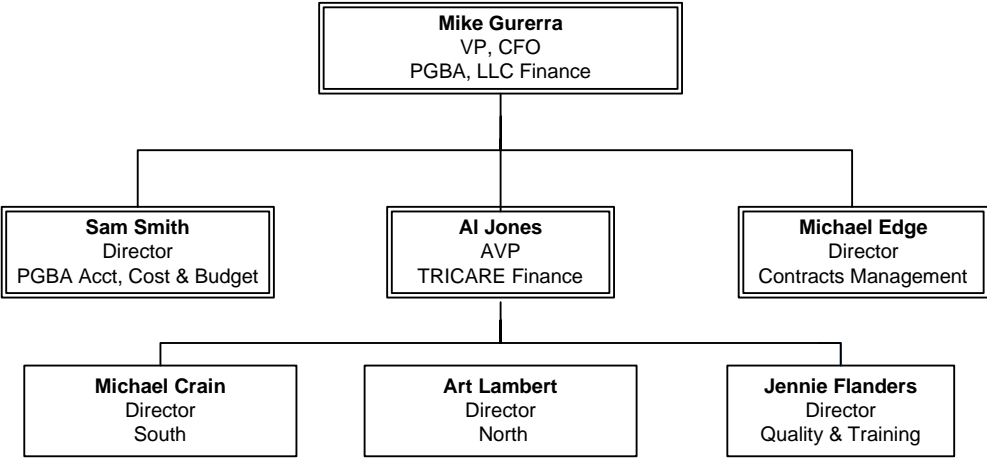 Mike Gurerra
VP, CFO
PGBA, LLC Finance
Sam Smith
Director
PGBA Acct, Cost & Budget
Al Jones
AVP
TRICARE Finance
Michael Edge
Director
Contracts Management
Michael Crain
Director
South
Art Lambert
Director
North
Jennie Flanders
Director
Quality & Training